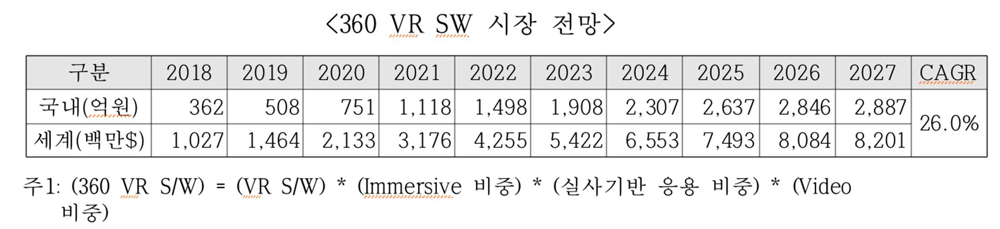 <360 VR SW 시장 전망>
구분 2018 2019 2020 2021 2022 2023 2024 2025 2026 2027 CAGR
국내(억원) 362 508 751 1,118 1,498 1,908 2,307 2,637 2,846 2,887 26.0%
세계(백만$) 1,027 1,464 2,133 3,176 4,255 5,422 6,553 7,493 8,084 8,201
주1: (360 VR S/W) = (VR S/W) * (Immersive 비중) * (실사기반 응용 비중) * (Video
비중)